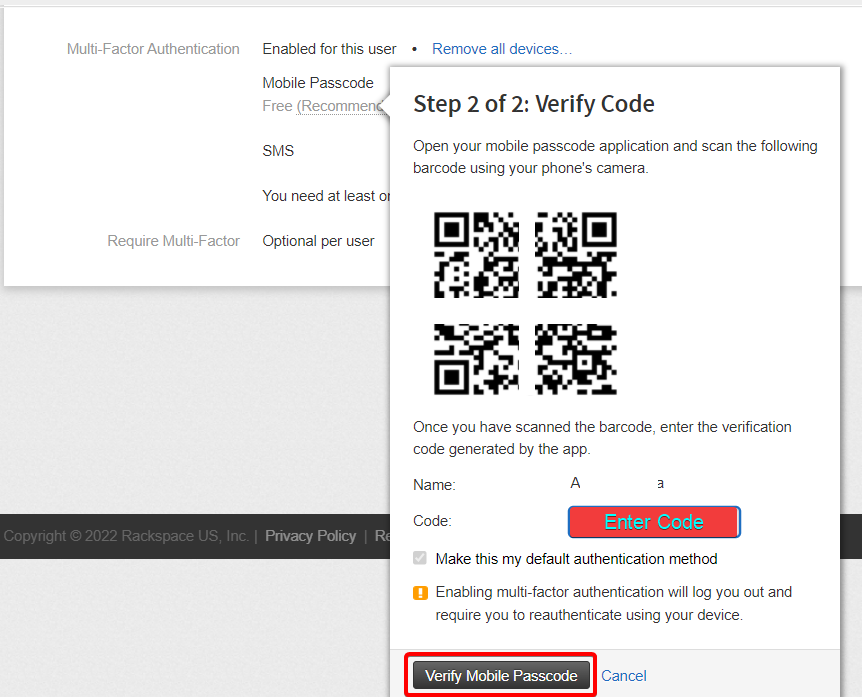 Multi-Factor Authentication Enabled for this user • Remove all devices...
Mobile Passcode
Free (Recommend
Step 2 of 2: Verify Code
Open your mobile passcode application and scan the following
barcode using your phone's camera.
SMS
You need at least
Require Multi-Factor Optional per user
Once you have scanned the barcode, enter the verification
code generated by the app.
Name: A a
Code: Enter Code
Make this my default authentication method
Enabling multi-factor authentication will log you out and
require you to reauthenticate using your device.
Verify Mobile Passcode Cancel
Copyright © 2022 Rackspace US, Inc. | Privacy Policy |